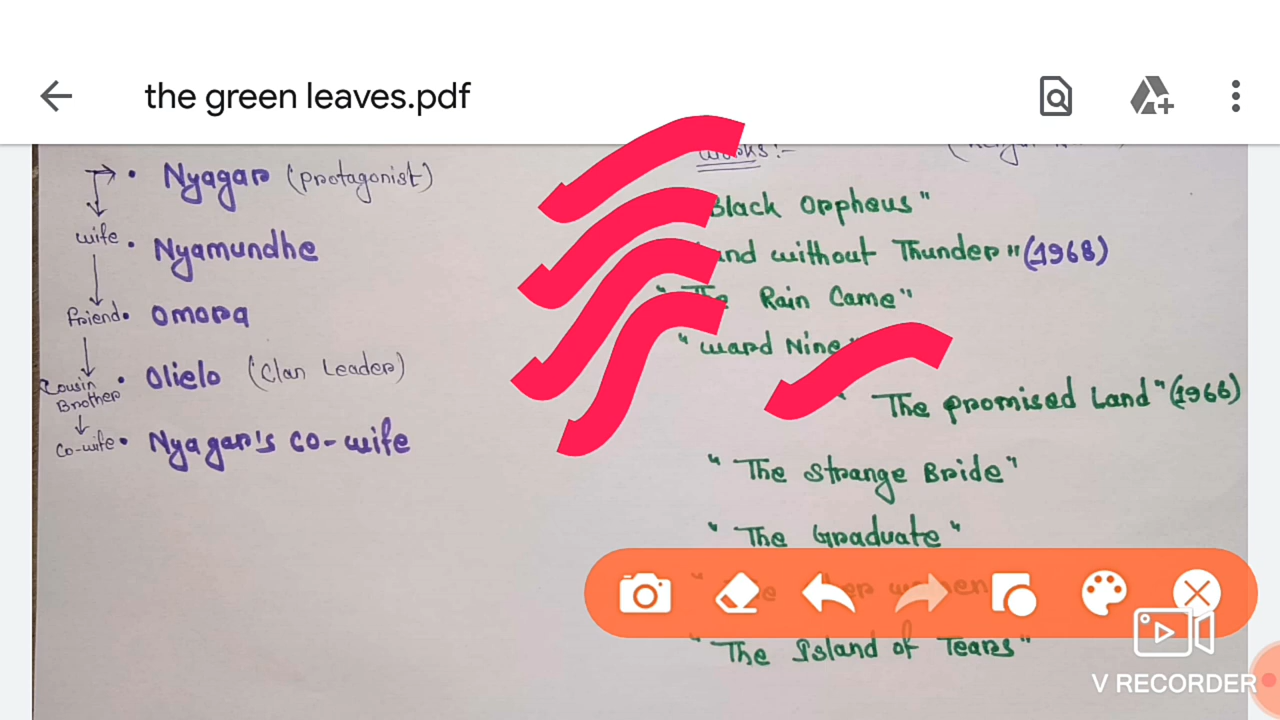 the green leaves.pdf
Nyagar (protagonist)
wife
Nyamundhe
friend
Omora
Cousin
Brother
Olielo (Clan Leader)
Co-wife
Nyagar's co-wife
Works:-
Black Orpheus"
without Thunder" (1968)
Rain Came"
"Ward Nine"
"The promised Land" (1966)
"The Strange Bride"
"The Graduate"
"The Island of Tears"
V RECORDER